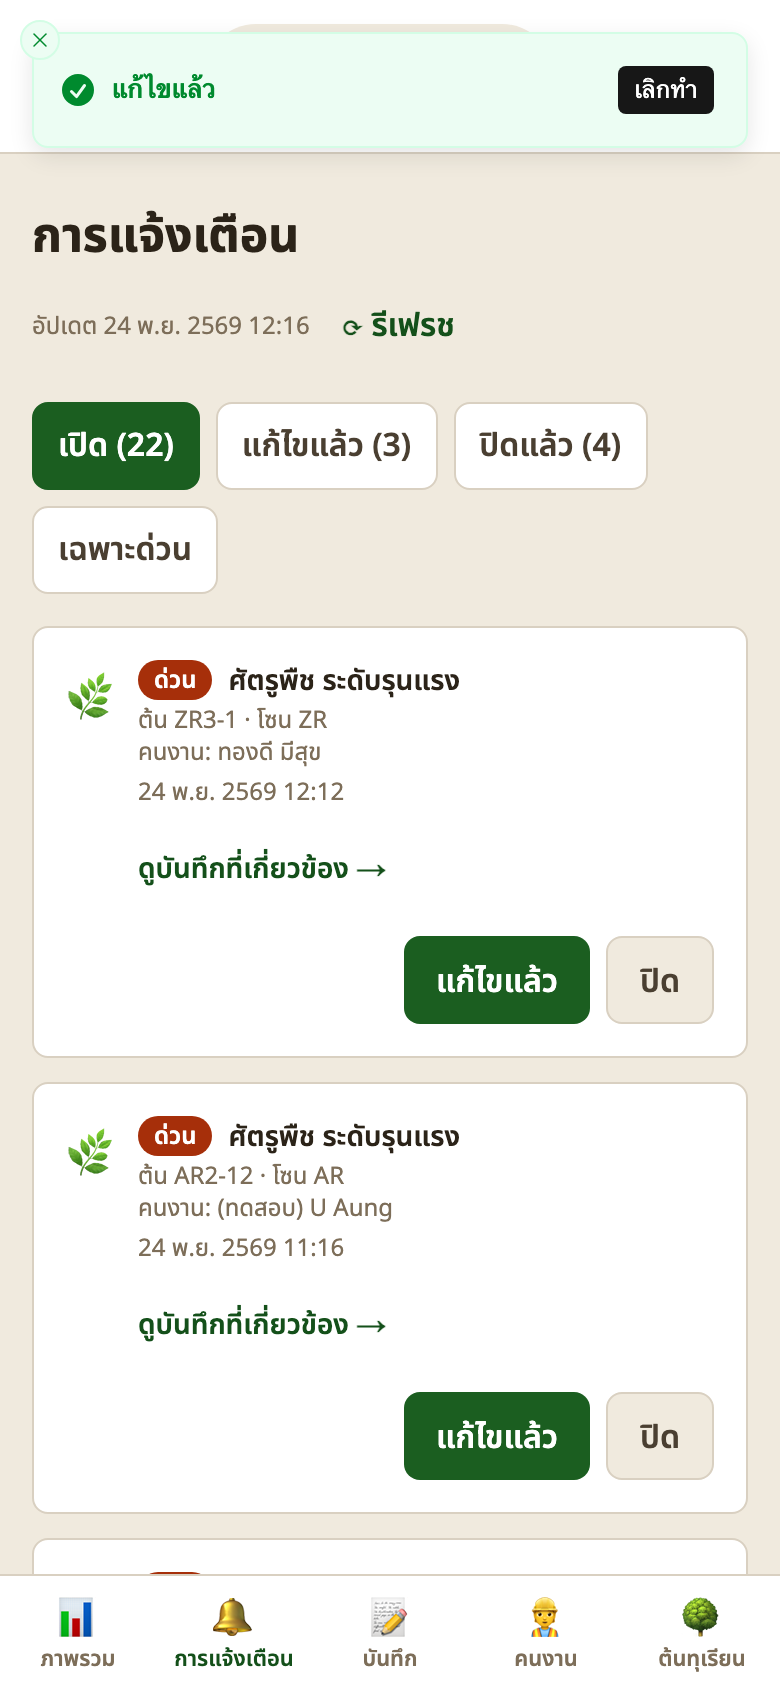 แก้ไขแล้ว
เลิกทำ
การแจ้งเตือน
อัปเดต 24 พ.ย. 2569 12:16
⟳ รีเฟรช
เปิด (22)
แก้ไขแล้ว (3)
ปิดแล้ว (4)
เฉพาะด่วน
ด่วน ศัตรูพืช ระดับรุนแรง
ต้น ZR3-1 · โซน ZR
คนงาน: ทองดี มีสุข
24 พ.ย. 2569 12:12
ดูบันทึกที่เกี่ยวข้อง →
แก้ไขแล้ว
ปิด
ด่วน ศัตรูพืช ระดับรุนแรง
ต้น AR2-12 · โซน AR
คนงาน: (ทดสอบ) U Aung
24 พ.ย. 2569 11:16
ดูบันทึกที่เกี่ยวข้อง →
แก้ไขแล้ว
ปิด
ภาพรวม
การแจ้งเตือน
บันทึก
คนงาน
ต้นทุเรียน